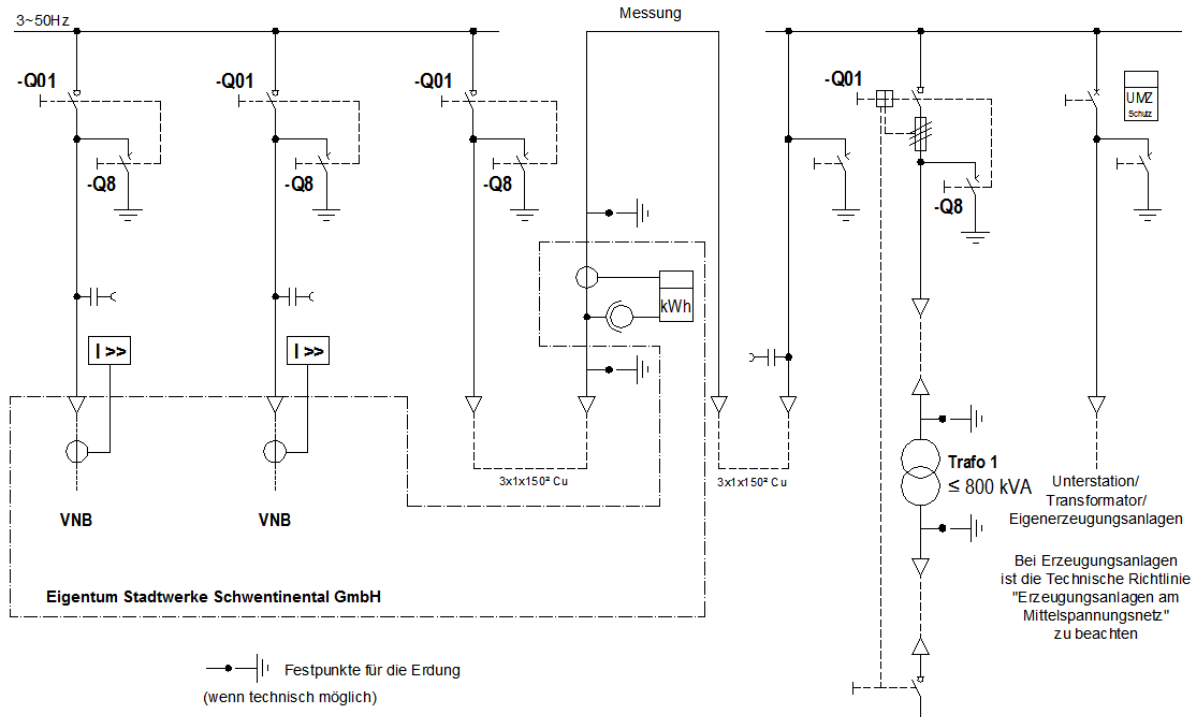 3~50Hz
Messung
-Q01
-Q01
-Q01
-Q01
UMZ
Schutz
-Q8
-Q8
-Q8
-Q8
kWh
I >>
I >>
3x1x150² Cu
3x1x150² Cu
Trafo 1
≤ 800 kVA
Unterstation/
Transformator/
Eigenerzeugungsanlagen
VNB
VNB
Bei Erzeugungsanlagen
ist die Technische Richtlinie
"Erzeugungsanlagen am
Mittelspannungsnetz"
zu beachten
Eigentum Stadtwerke Schwentinental GmbH
Festpunkte für die Erdung
(wenn technisch möglich)